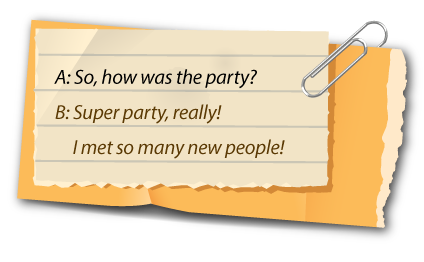 A: So, how was the party?
B: Super party, really!
I met so many new people!